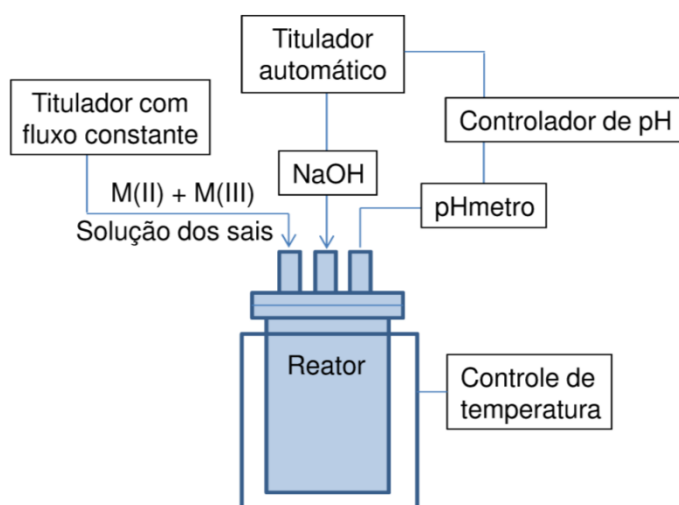 Titulador
automático
Titulador com
fluxo constante
Controlador de pH
NaOH
M(II) + M(III)
pHmetro
Solução dos sais
Reator
Controle de
temperatura